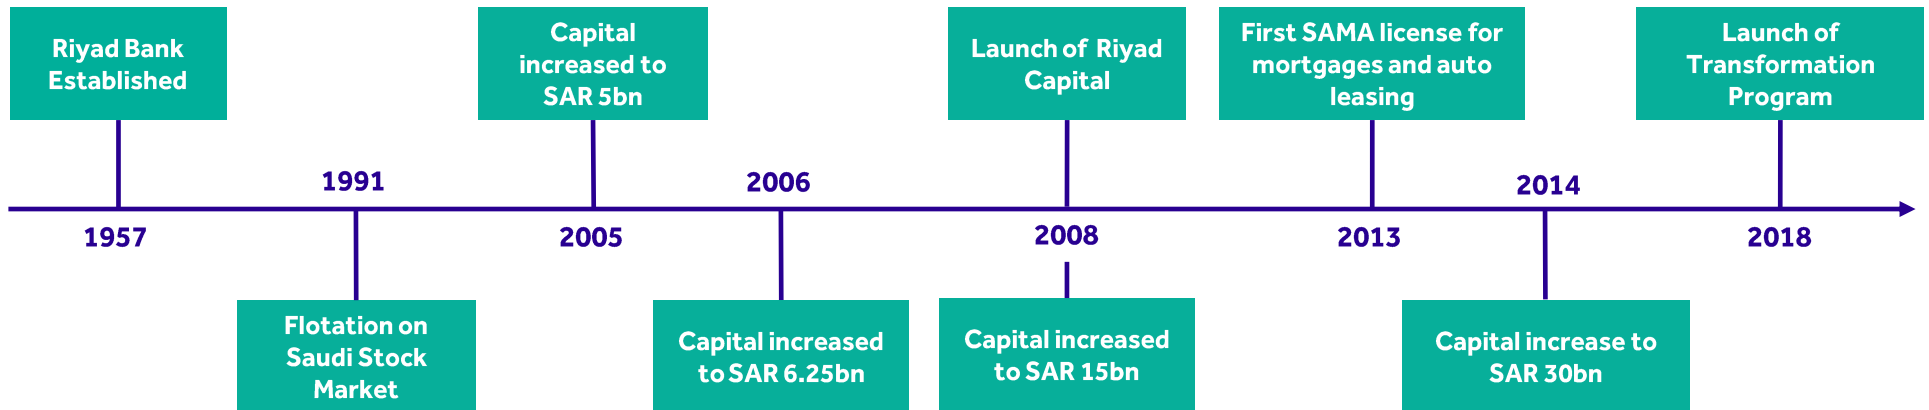 Riyad Bank
Established
Capital
increased to
SAR 5bn
Launch of Riyad
Capital
First SAMA license for
mortgages and auto
leasing
Launch of
Transformation
Program
1991
2006
2014
1957
2005
2008
2013
2018
Flotation on
Saudi Stock
Market
Capital increased
to SAR 6.25bn
Capital increased
to SAR 15bn
Capital increase to
SAR 30bn